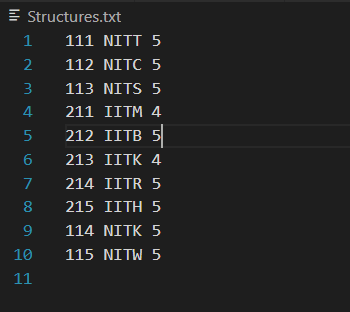 Structures.txt
1 111 NITT 5
2 112 NITC 5
3 113 NITS 5
4 211 IITM 4
5 212 IITB 5
6 213 IITK 4
7 214 IITR 5
8 215 IITH 5
9 114 NITK 5
10 115 NITW 5
11